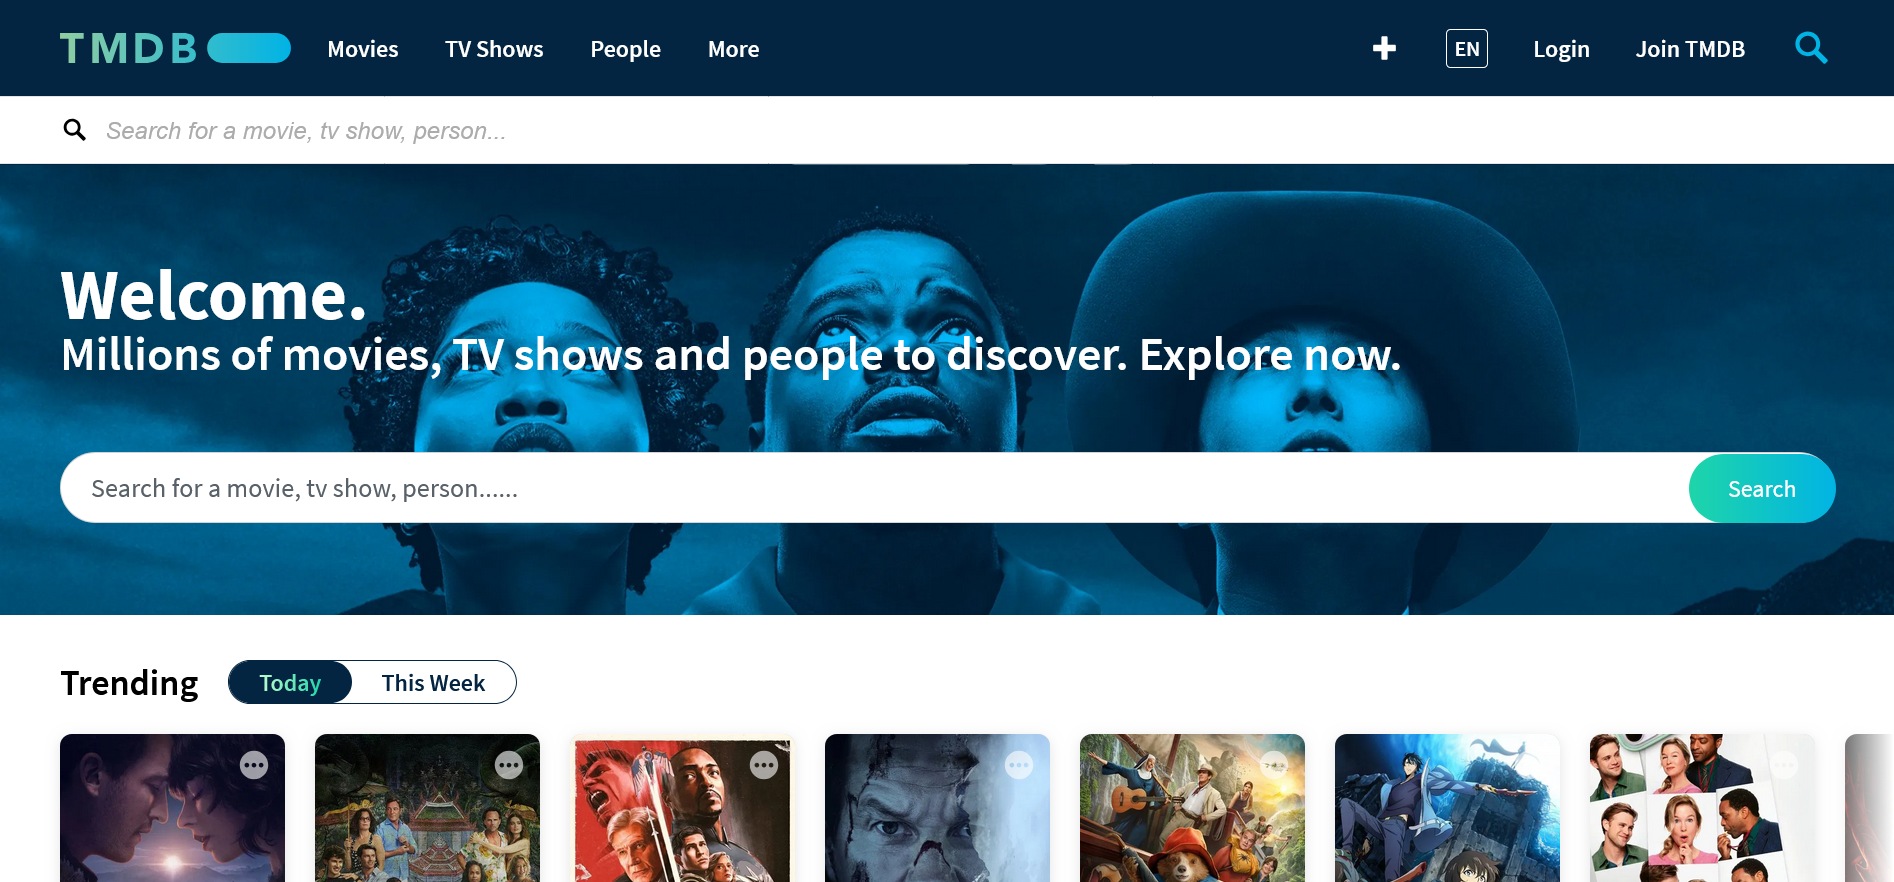 TMDB
Movies
TV Shows
People
More
EN
Login
Join TMDB
Search for a movie, tv show, person...
Welcome.
Millions of movies, TV shows and people to discover. Explore now.
Search for a movie, tv show, person......
Search
Trending
Today
This Week